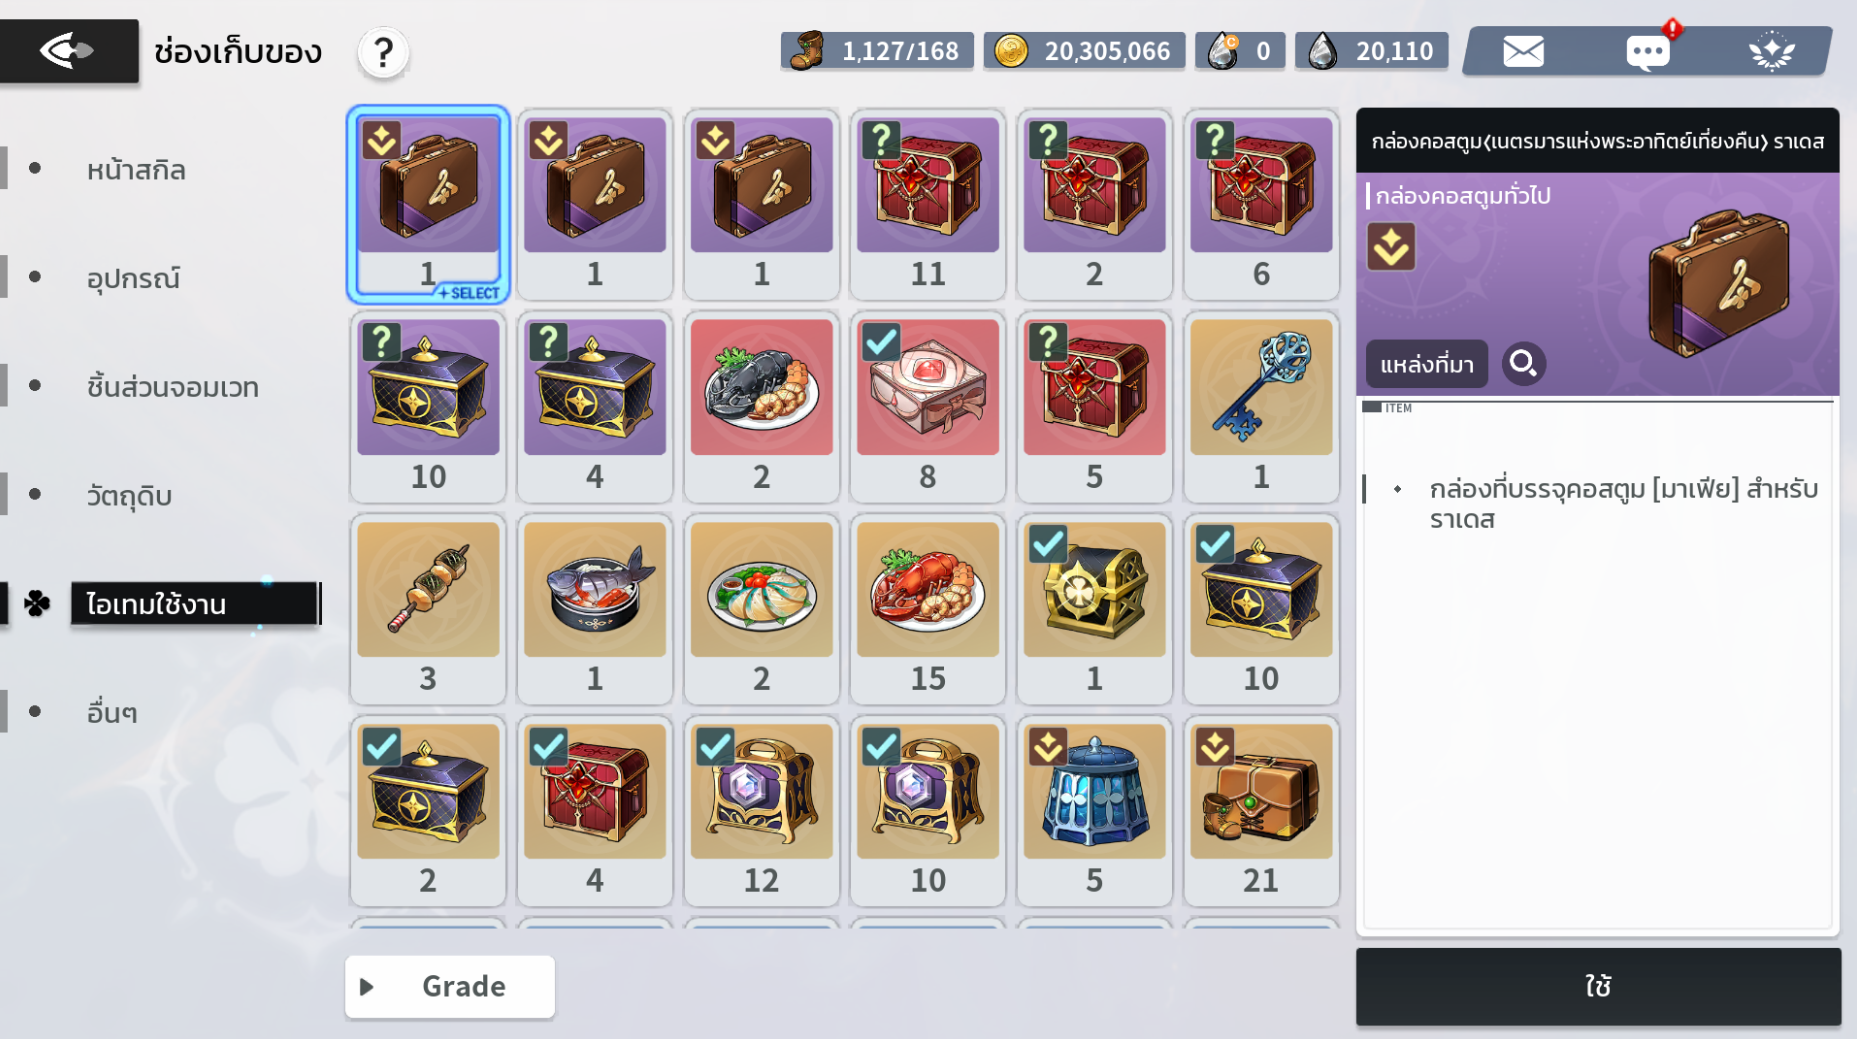 ช่องเก็บของ
?
1,127/168
20,305,066
0
20,110
หน้าสกิล
อุปกรณ์
ชิ้นส่วนจอมเวท
วัตถุดิบ
ไอเทมใช้งาน
อื่นๆ
1
+ SELECT
1
1
? 11
? 2
? 6
? 10
? 4
2
8
? 5
1
3
1
2
15
1
10
2
4
12
10
5
21
Grade
กล่องคอสตูม⟨เนตรมารแห่งพระอาทิตย์เที่ยงคืน⟩ ราเดส
กล่องคอสตูมทั่วไป
แหล่งที่มา
ITEM
กล่องที่บรรจุคอสตูม [มาเฟีย] สำหรับ
ราเดส
ใช้